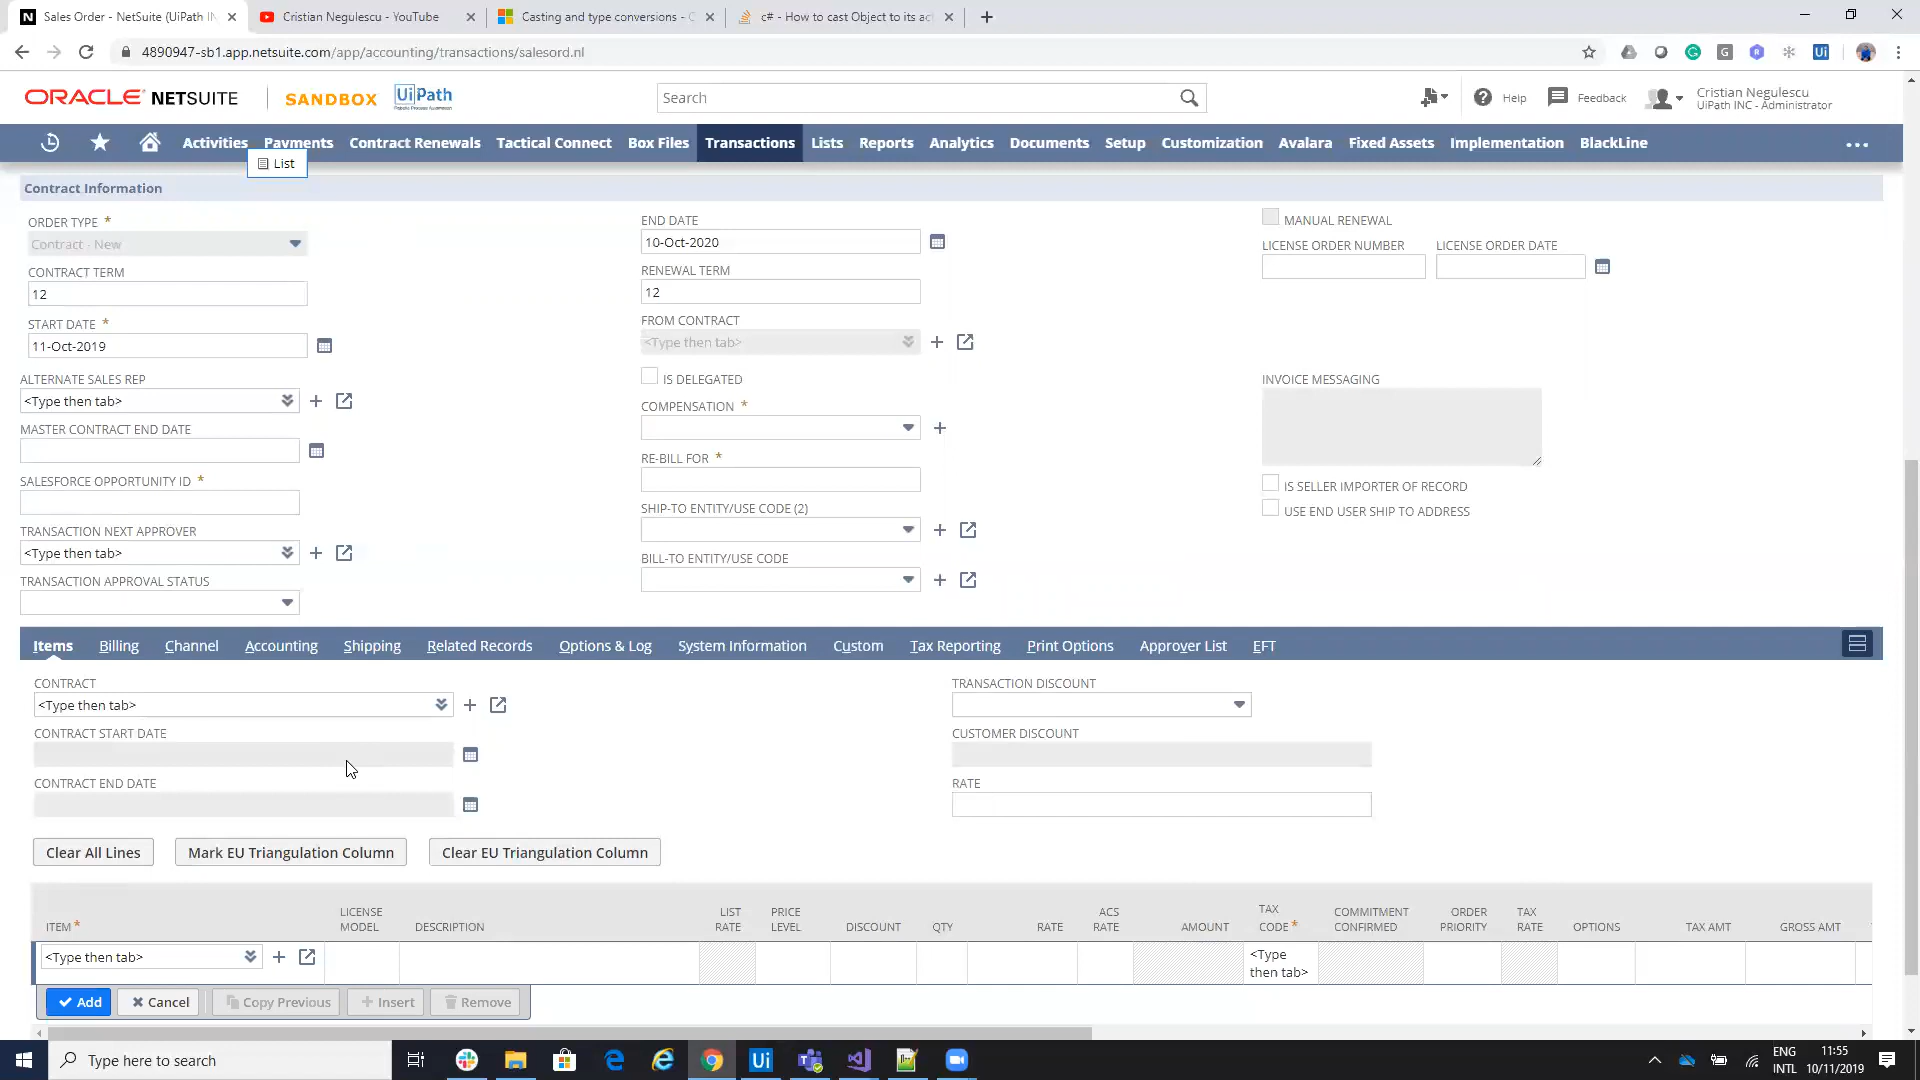 Sales Order - NetSuite (UiPath IN
Cristian Negulescu - YouTube
Casting and type conversions - C
c# - How to cast Object to its ac
4890947-sb1.app.netsuite.com/app/accounting/transactions/salesord.nl
ORACLE NETSUITE
SANDBOX
UiPath
Robotic Process Automation
Search
Help
Feedback
Cristian Negulescu
UiPath INC - Administrator
Activities
Payments
Contract Renewals
Tactical Connect
Box Files
Transactions
Lists
Reports
Analytics
Documents
Setup
Customization
Avalara
Fixed Assets
Implementation
BlackLine
List
Contract Information
ORDER TYPE *
Contract - New
CONTRACT TERM
12
START DATE *
11-Oct-2019
ALTERNATE SALES REP
<Type then tab>
MASTER CONTRACT END DATE
SALESFORCE OPPORTUNITY ID *
TRANSACTION NEXT APPROVER
<Type then tab>
TRANSACTION APPROVAL STATUS
END DATE
10-Oct-2020
RENEWAL TERM
12
FROM CONTRACT
<Type then tab>
IS DELEGATED
COMPENSATION *
RE-BILL FOR *
SHIP-TO ENTITY/USE CODE (2)
BILL-TO ENTITY/USE CODE
MANUAL RENEWAL
LICENSE ORDER NUMBER
LICENSE ORDER DATE
INVOICE MESSAGING
IS SELLER IMPORTER OF RECORD
USE END USER SHIP TO ADDRESS
Items
Billing
Channel
Accounting
Shipping
Related Records
Options & Log
System Information
Custom
Tax Reporting
Print Options
Approver List
EFT
CONTRACT
<Type then tab>
CONTRACT START DATE
CONTRACT END DATE
TRANSACTION DISCOUNT
CUSTOMER DISCOUNT
RATE
Clear All Lines
Mark EU Triangulation Column
Clear EU Triangulation Column
ITEM *
LICENSE MODEL
DESCRIPTION
LIST RATE
PRICE LEVEL
DISCOUNT
QTY
RATE
ACS RATE
AMOUNT
TAX CODE *
COMMITMENT CONFIRMED
ORDER PRIORITY
TAX RATE
OPTIONS
TAX AMT
GROSS AMT
<Type then tab>
<Type then tab>
Add
Cancel
Copy Previous
Insert
Remove
Type here to search
Ui
ENG
INTL
11:55
10/11/2019